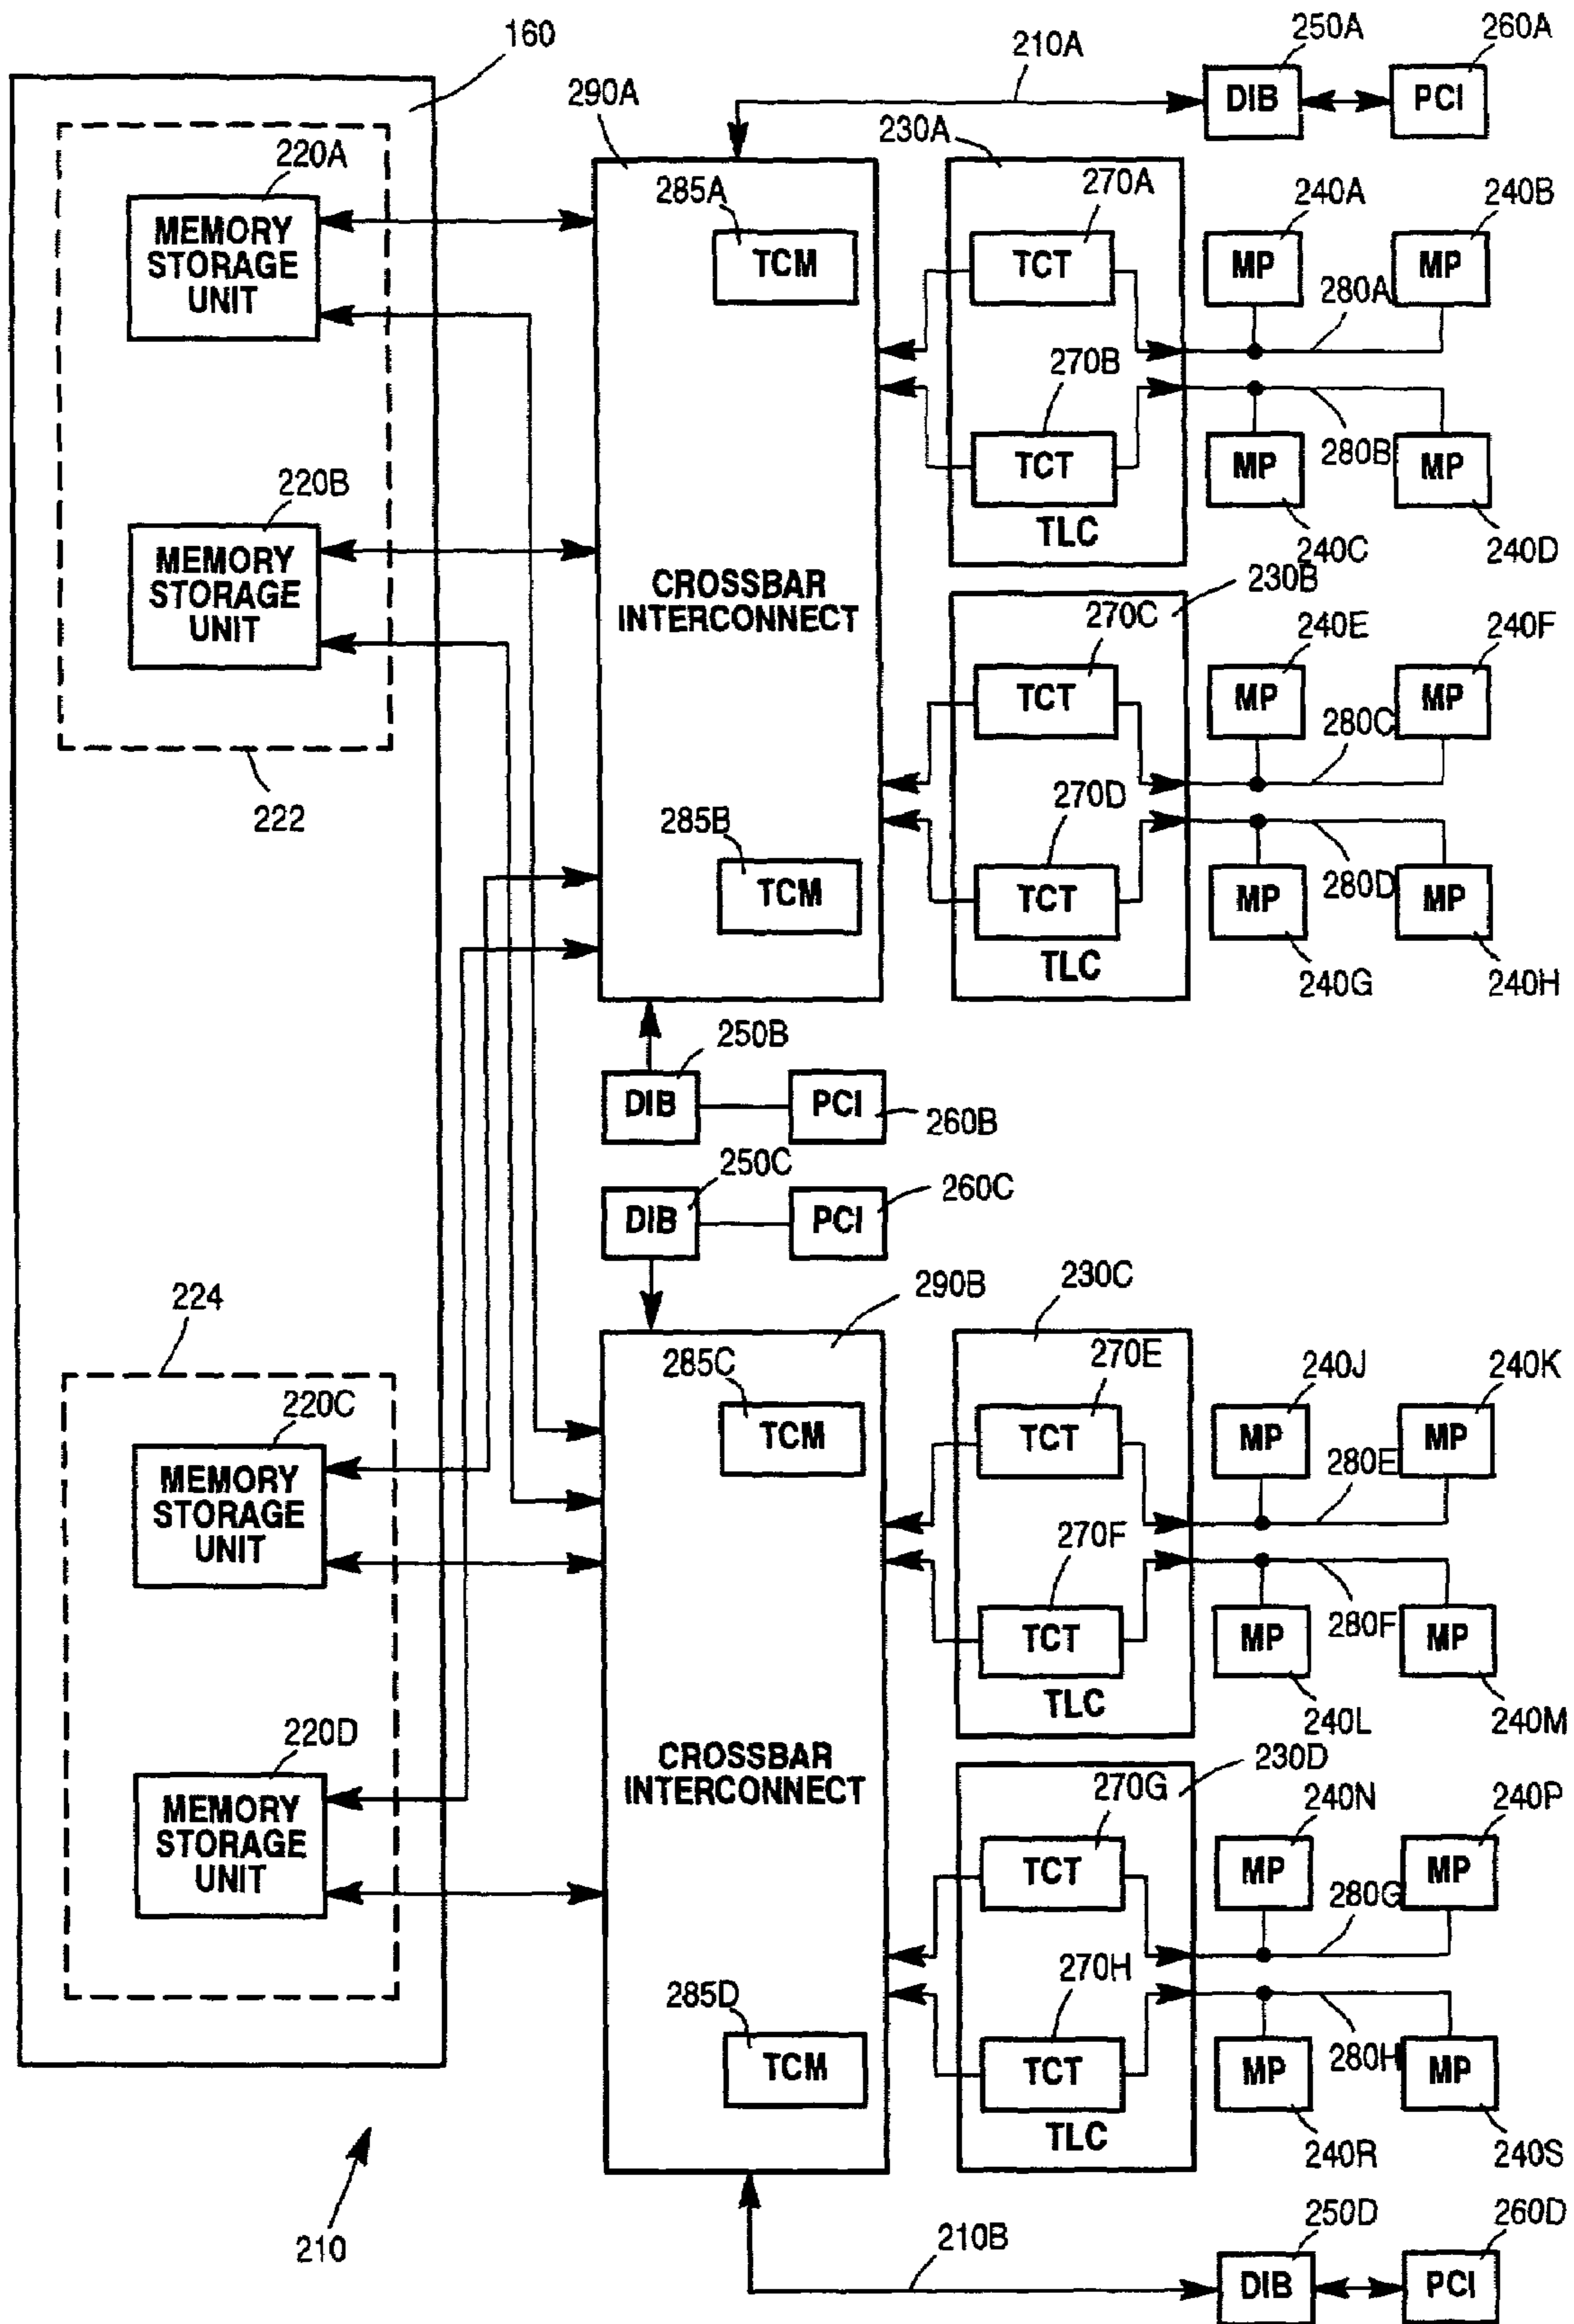 160
210A
250A
260A
DIB
PCI
290A
230A
220A
285A
270A
240A
240B
MEMORY
STORAGE
UNIT
TCM
TCT
MP
MP
280A
270B
280B
220B
TCT
MP
MP
TLC
240C
240D
MEMORY
STORAGE
UNIT
CROSSBAR
INTERCONNECT
230B
270C
240E
240F
TCT
MP
MP
280C
222
285B
270D
280D
TCM
TCT
MP
MP
TLC
240G
240H
250B
DIB
PCI
260B
250C
260C
DIB
PCI
224
290B
230C
220C
285C
270E
240J
240K
MEMORY
STORAGE
UNIT
TCM
TCT
MP
MP
280E
270F
280F
TCT
MP
MP
TLC
240L
240M
220D
MEMORY
STORAGE
UNIT
CROSSBAR
INTERCONNECT
230D
270G
240N
240P
TCT
MP
MP
280G
285D
270H
280H
TCM
TCT
MP
MP
TLC
240R
240S
210
210B
250D
260D
DIB
PCI